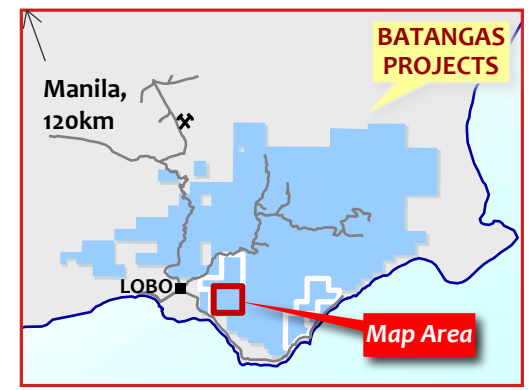 BATANGAS
PROJECTS
Manila,
120km
LOBO
Map Area